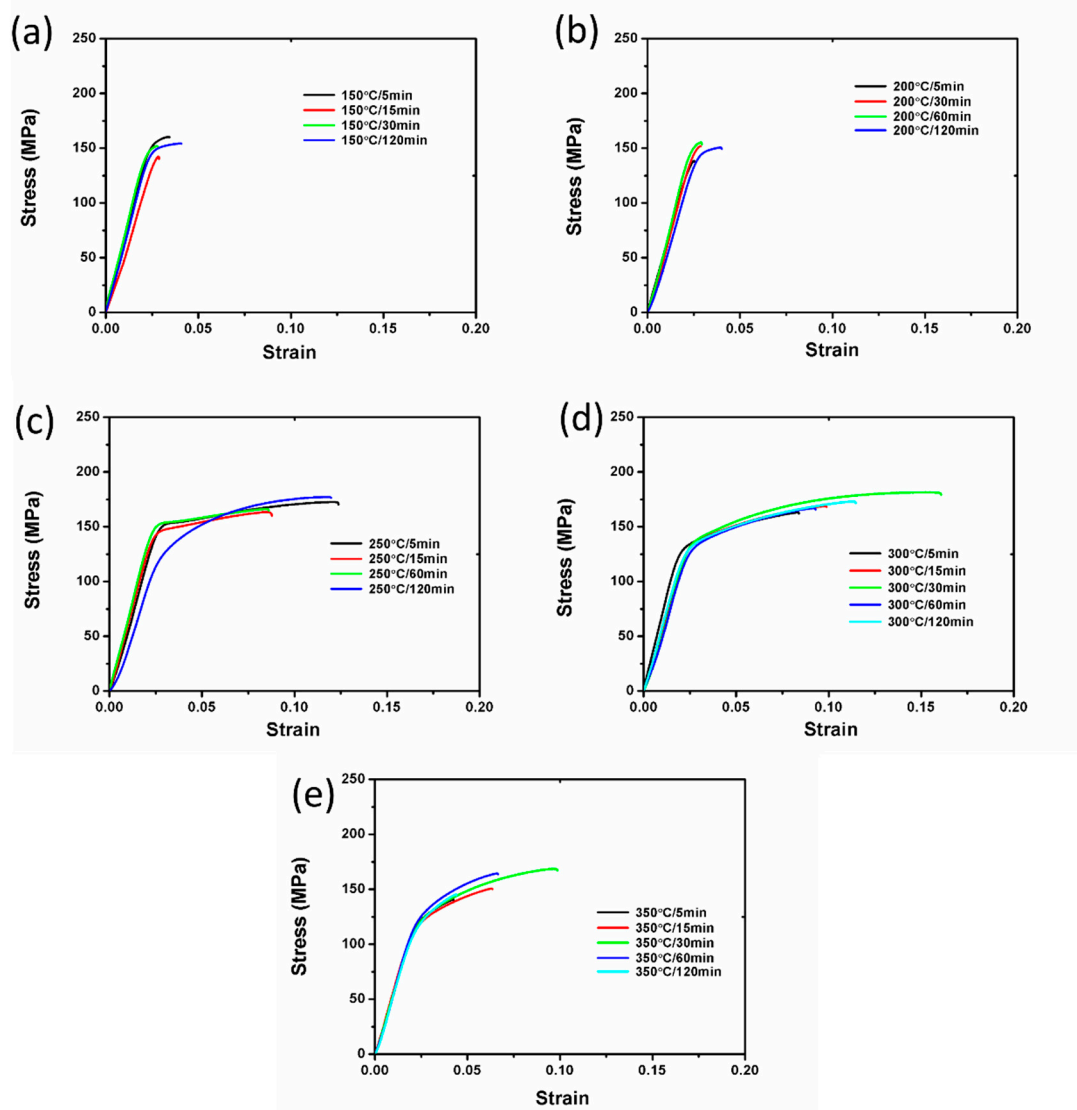 (a)
250
200
150
100
50
0
Stress (MPa)
150°C/5min
150°C/15min
150°C/30min
150°C/120min
0.00 0.05 0.10 0.15 0.20
Strain
(b)
250
200
150
100
50
0
Stress (MPa)
200°C/5min
200°C/30min
200°C/60min
200°C/120min
0.00 0.05 0.10 0.15 0.20
Strain
(c)
250
200
150
100
50
0
Stress (MPa)
250°C/5min
250°C/15min
250°C/60min
250°C/120min
0.00 0.05 0.10 0.15 0.20
Strain
(d)
250
200
150
100
50
0
Stress (MPa)
300°C/5min
300°C/15min
300°C/30min
300°C/60min
300°C/120min
0.00 0.05 0.10 0.15 0.20
Strain
(e)
250
200
150
100
50
0
Stress (MPa)
350°C/5min
350°C/15min
350°C/30min
350°C/60min
350°C/120min
0.00 0.05 0.10 0.15 0.20
Strain